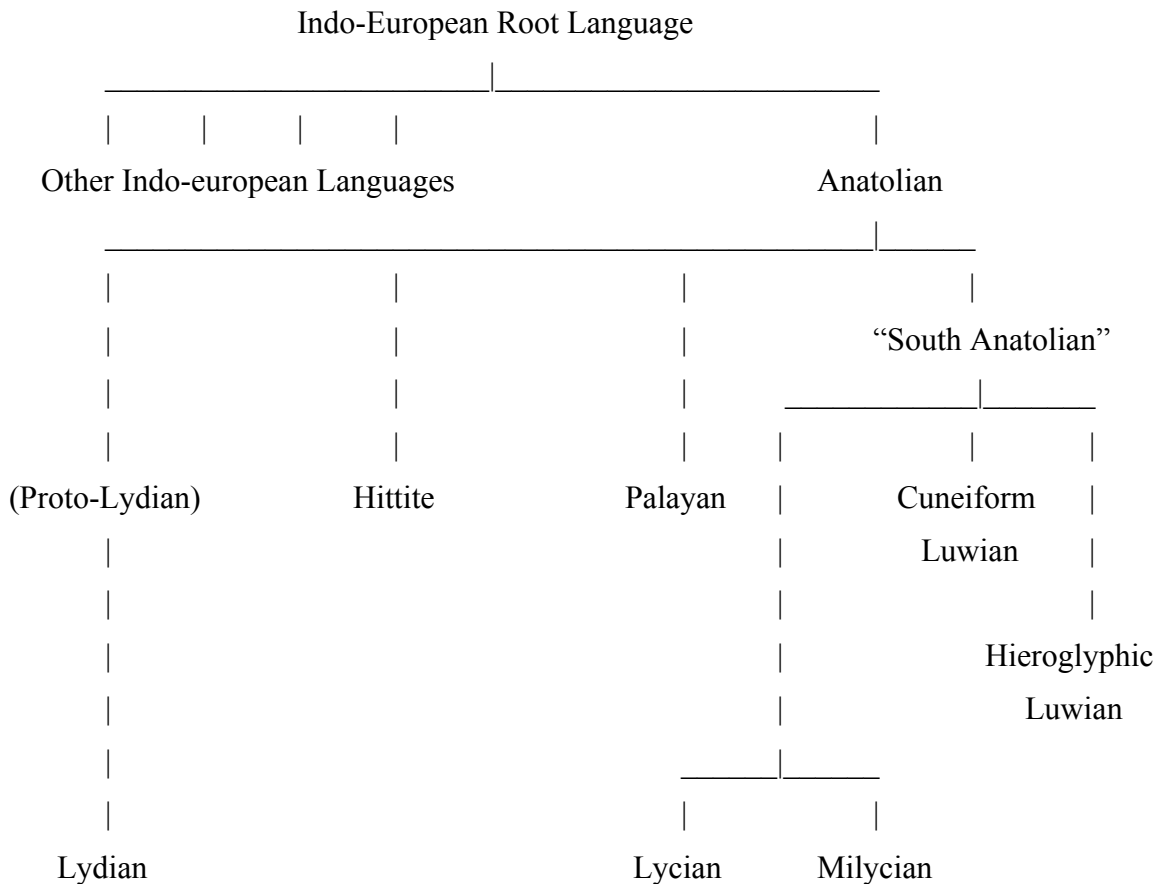 Indo-European Root Language
Other Indo-european Languages Anatolian
“South Anatolian”
(Proto-Lydian) Hittite Palayan Cuneiform
Luwian
Hieroglyphic
Luwian
Lydian Lycian Milycian